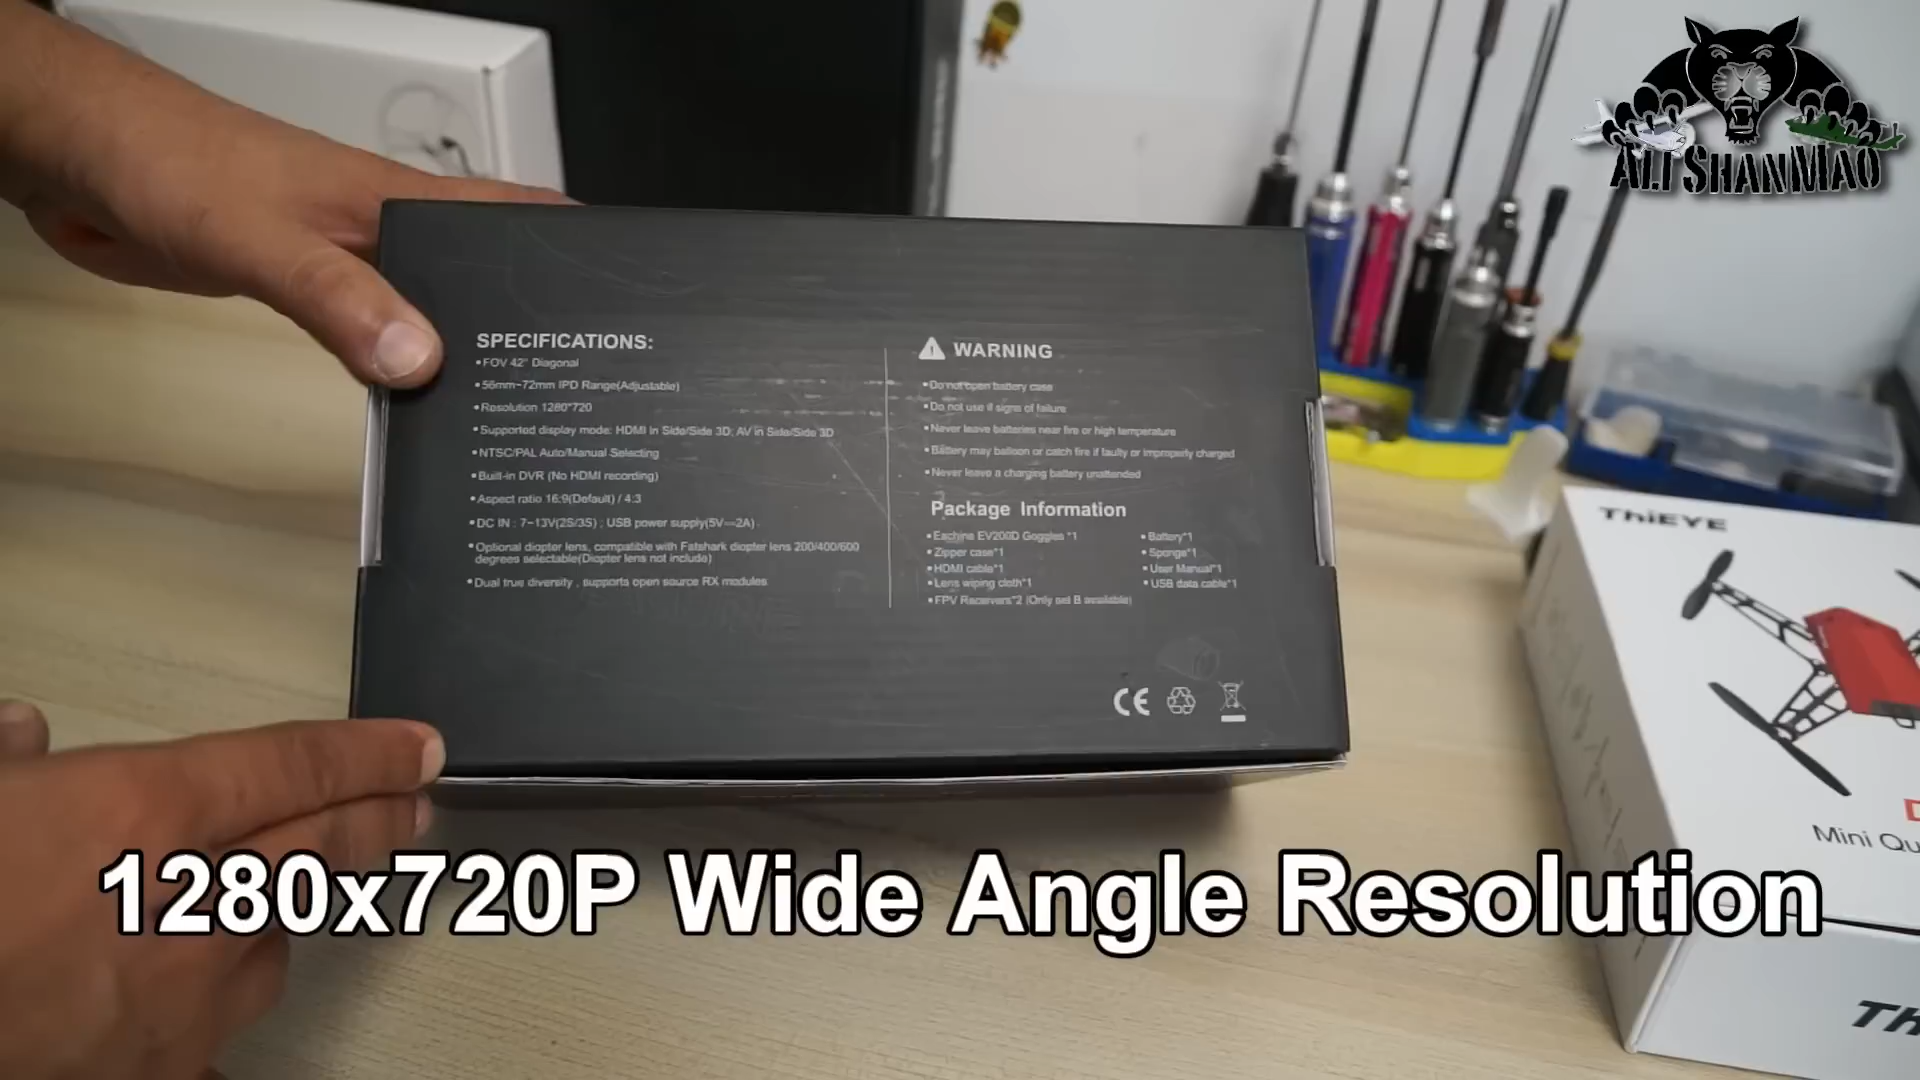 ALI SHANMAO
SPECIFICATIONS:
•FOV 42° Diagonal
•56mm~72mm IPD Range(Adjustable)
•Resolution 1280*720
•Supported display mode: HDMI in Side/Side 3D; AV in Side/Side 3D
•NTSC/PAL Auto/Manual Selecting
•Built-in DVR (No HDMI recording)
•Aspect ratio 16:9(Default) / 4:3
•DC IN : 7~13V(2S/3S) ; USB power supply(5V⎓2A) .
•Optional diopter lens, compatible with Fatshark diopter lens 200/400/600
degrees selectable(Diopter lens not include)
•Dual true diversity , supports open source RX modules
WARNING
•Do not open battery case
•Do not use if signs of failure
•Never leave batteries near fire or high temperature
•Battery may balloon or catch fire if faulty or improperly charged
•Never leave a charging battery unattended
Package Information
•Eachine EV200D Goggles *1
•Zipper case*1
•HDMI cable*1
•Lens wiping cloth*1
•FPV Receivers*2 (Only set B available)
•Battery*1
•Sponge*1
•User Manual*1
•USB data cable*1
CE
ThiEYE
Mini Qu
Th
1280x720P Wide Angle Resolution